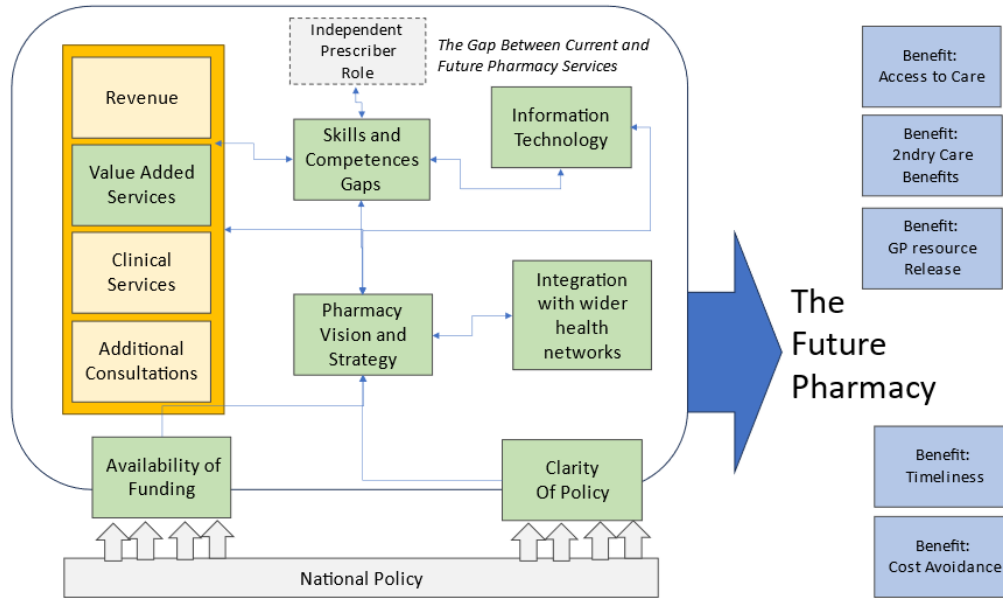 Independent
Prescriber
Role
The Gap Between Current and
Future Pharmacy Services
Revenue
Value Added
Services
Clinical
Services
Additional
Consultations
Skills and
Competences
Gaps
Information
Technology
Pharmacy
Vision and
Strategy
Integration
with wider
health
networks
Availability of
Funding
Clarity
Of Policy
National Policy
The
Future
Pharmacy
Benefit:
Access to Care
Benefit:
2ndry Care
Benefits
Benefit:
GP resource
Release
Benefit:
Timeliness
Benefit:
Cost Avoidance